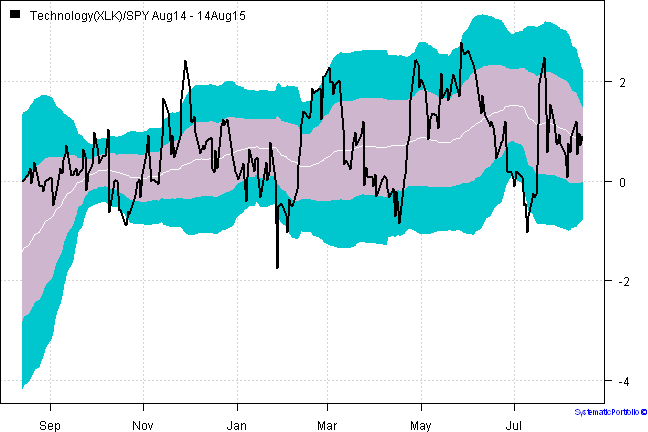 Technology(XLK)/SPY Aug14 - 14Aug15
2
0
-2
-4
Sep Nov Jan Mar May Jul
SystematicPortfolio ©